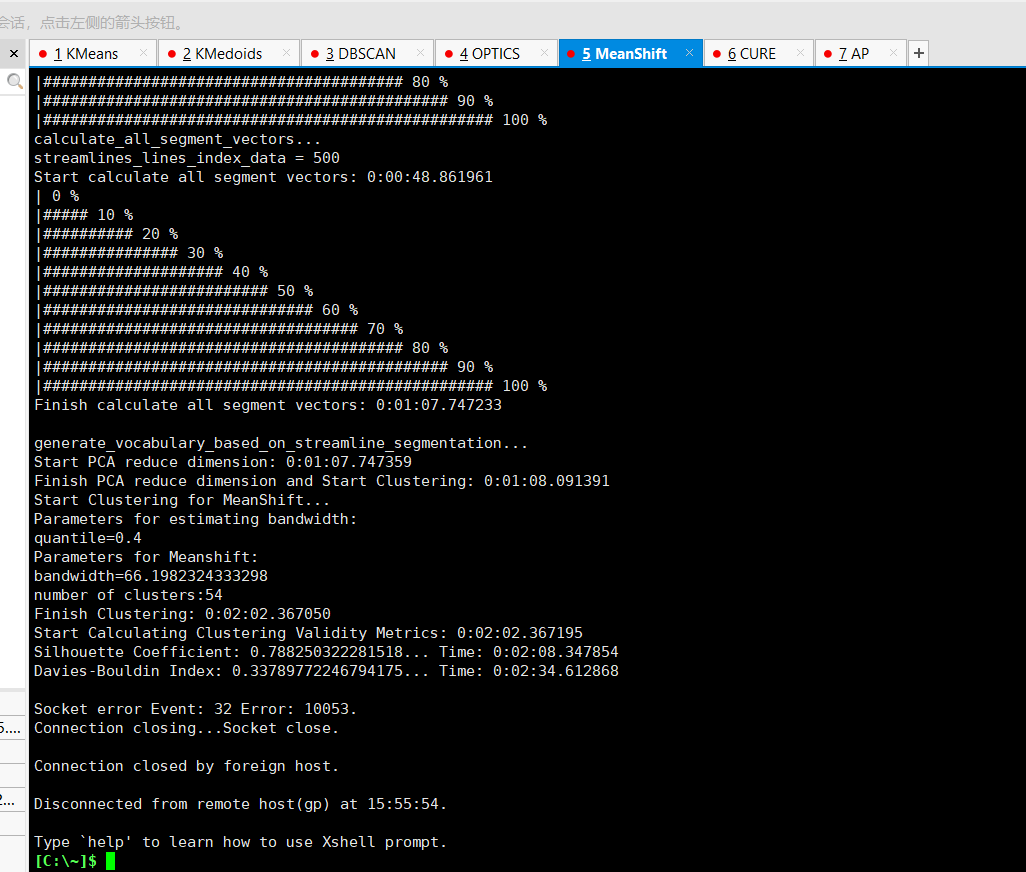 会话，点击左侧的箭头按钮。
1 KMeans
2 KMedoids
3 DBSCAN
4 OPTICS
5 MeanShift
6 CURE
7 AP
|######################################## 80 %
|############################################# 90 %
|################################################## 100 %
calculate_all_segment_vectors...
streamlines_lines_index_data = 500
Start calculate all segment vectors: 0:00:48.861961
| 0 %
|##### 10 %
|########## 20 %
|############### 30 %
|#################### 40 %
|######################### 50 %
|############################## 60 %
|################################### 70 %
|######################################## 80 %
|############################################# 90 %
|################################################## 100 %
Finish calculate all segment vectors: 0:01:07.747233
generate_vocabulary_based_on_streamline_segmentation...
Start PCA reduce dimension: 0:01:07.747359
Finish PCA reduce dimension and Start Clustering: 0:01:08.091391
Start Clustering for MeanShift...
Parameters for estimating bandwidth:
quantile=0.4
Parameters for Meanshift:
bandwidth=66.1982324333298
number of clusters:54
Finish Clustering: 0:02:02.367050
Start Calculating Clustering Validity Metrics: 0:02:02.367195
Silhouette Coefficient: 0.788250322281518... Time: 0:02:08.347854
Davies-Bouldin Index: 0.33789772246794175... Time: 0:02:34.612868
Socket error Event: 32 Error: 10053.
Connection closing...Socket close.
Connection closed by foreign host.
Disconnected from remote host(gp) at 15:55:54.
Type `help' to learn how to use Xshell prompt.
[C:\~]$